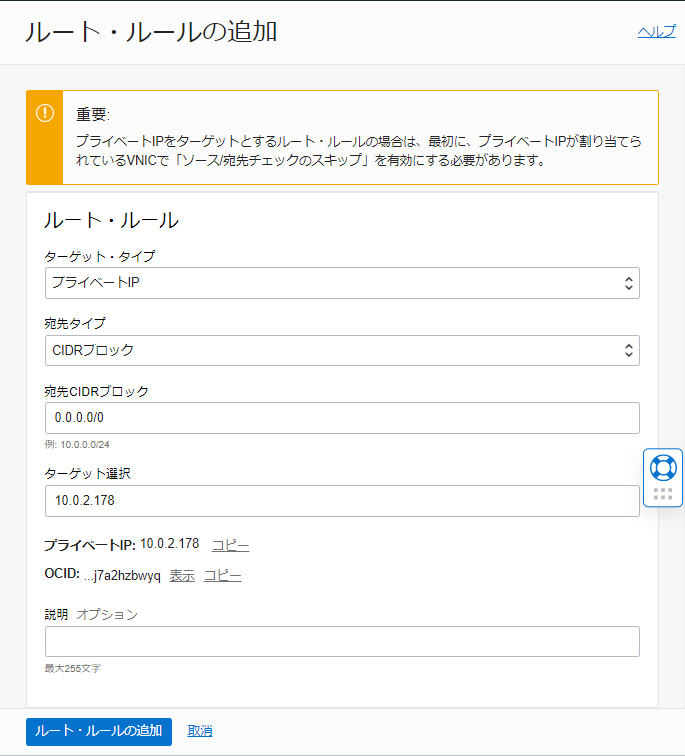 ルート・ルールの追加
ヘルプ
重要:
プライベートIPをターゲットとするルート・ルールの場合は、最初に、プライベートIPが割り当てら
れているVNICで「ソース/宛先チェックのスキップ」を有効にする必要があります。
ルート・ルール
ターゲット・タイプ
プライベートIP
宛先タイプ
CIDRブロック
宛先CIDRブロック
0.0.0.0/0
例: 10.0.0.0/24
ターゲット選択
10.0.2.178
プライベートIP: 10.0.2.178 コピー
OCID: ...j7a2hzbwyq 表示 コピー
説明 オプション
最大255文字
ルート・ルールの追加 取消